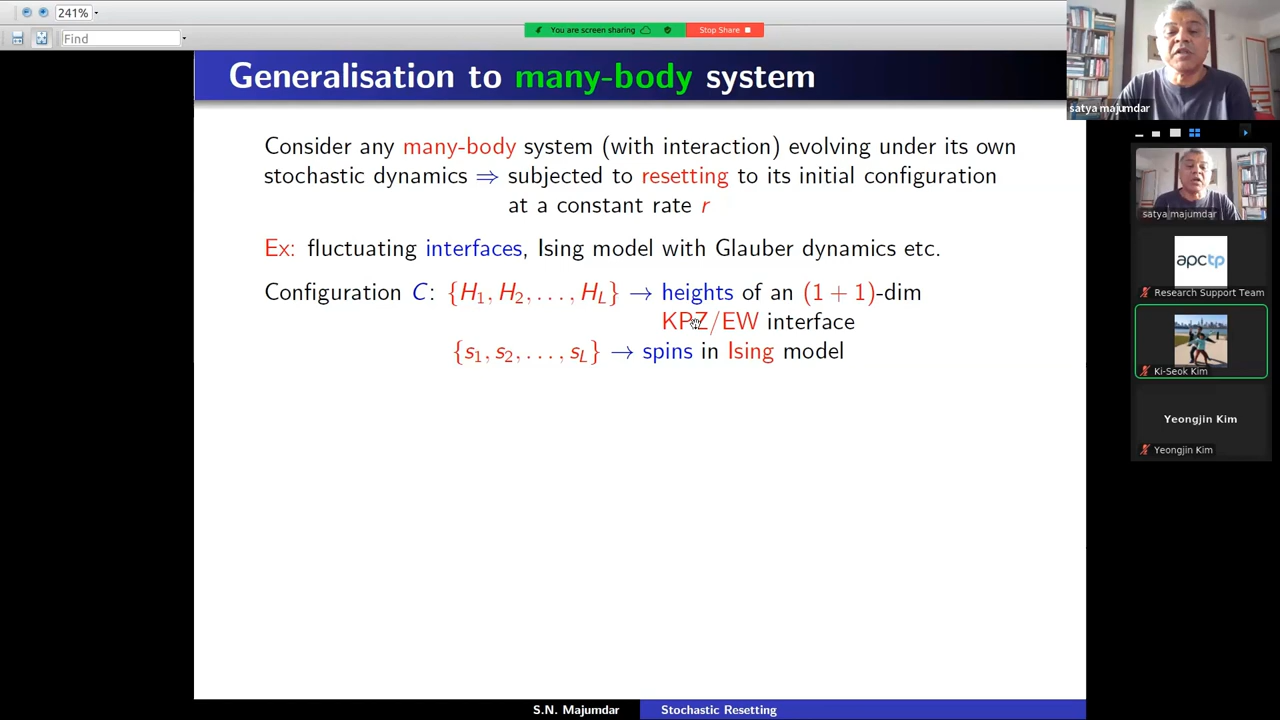 241%
Find
You are screen sharing
Stop Share
Generalisation to many-body system
Consider any many-body system (with interaction) evolving under its own
stochastic dynamics ⇒ subjected to resetting to its initial configuration
at a constant rate r
Ex: fluctuating interfaces, Ising model with Glauber dynamics etc.
Configuration C: {H₁, H₂, . . . , H_L} → heights of an (1 + 1)-dim
KPZ/EW interface
{s₁, s₂, . . . , s_L} → spins in Ising model
S.N. Majumdar
Stochastic Resetting
satya majumdar
satya majumdar
apctp
Research Support Team
Ki-Seok Kim
Yeongjin Kim
Yeongjin Kim